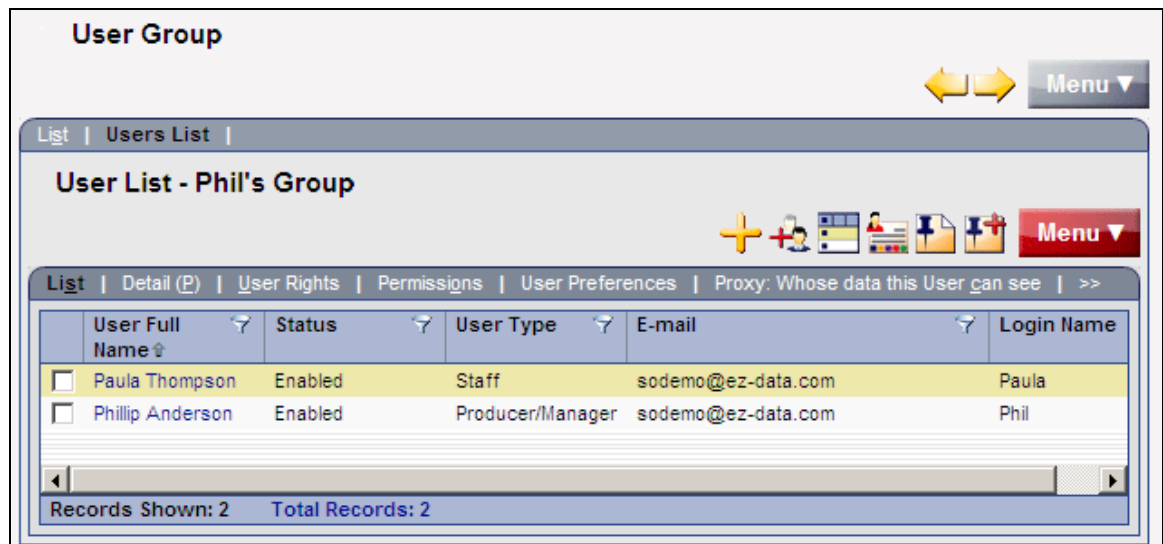 User Group
Menu ▼
List | Users List |
User List - Phil's Group
Menu ▼
List | Detail (P) | User Rights | Permissions | User Preferences | Proxy: Whose data this User can see | >>
User Full Name Status User Type E-mail Login Name
Paula Thompson Enabled Staff sodemo@ez-data.com Paula
Phillip Anderson Enabled Producer/Manager sodemo@ez-data.com Phil
Records Shown: 2 Total Records: 2